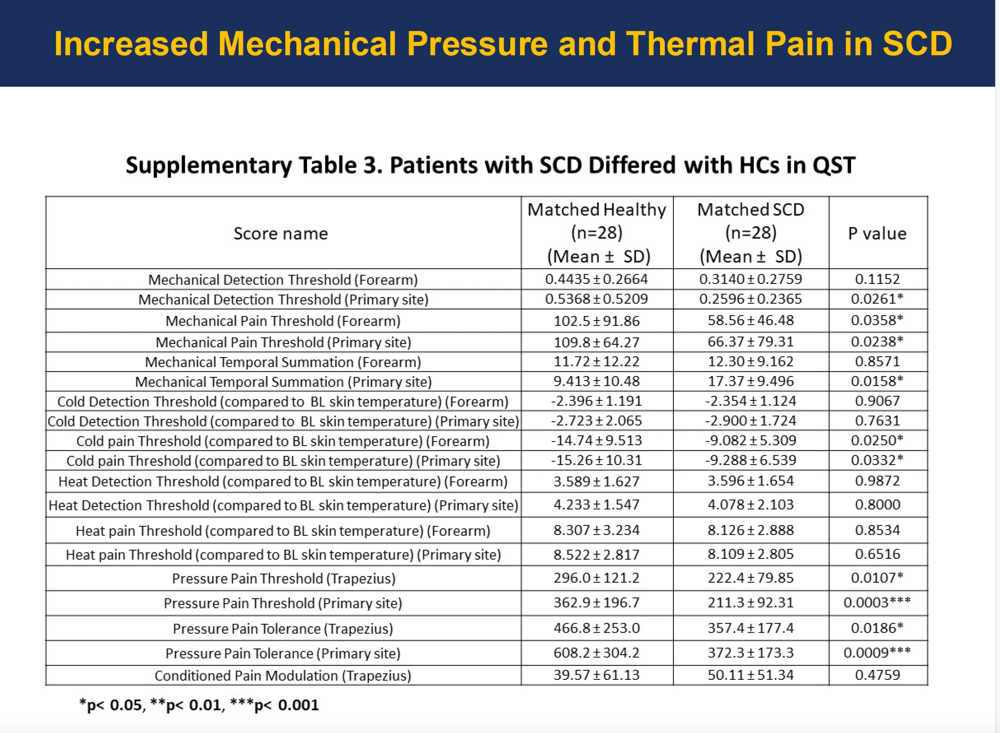 Increased Mechanical Pressure and Thermal Pain in SCD
Supplementary Table 3. Patients with SCD Differed with HCs in QST
Score name Matched Healthy (n=28) (Mean ± SD) Matched SCD (n=28) (Mean ± SD) P value
Mechanical Detection Threshold (Forearm) 0.4435±0.2664 0.3140±0.2759 0.1152
Mechanical Detection Threshold (Primary site) 0.5368±0.5209 0.2596±0.2365 0.0261*
Mechanical Pain Threshold (Forearm) 102.5±91.86 58.56±46.48 0.0358*
Mechanical Pain Threshold (Primary site) 109.8±64.27 66.37±79.31 0.0238*
Mechanical Temporal Summation (Forearm) 11.72±12.22 12.30±9.162 0.8571
Mechanical Temporal Summation (Primary site) 9.413±10.48 17.37±9.496 0.0158*
Cold Detection Threshold (compared to BL skin temperature) (Forearm) -2.396±1.191 -2.354±1.124 0.9067
Cold Detection Threshold (compared to BL skin temperature) (Primary site) -2.723±2.065 -2.900±1.724 0.7631
Cold pain Threshold (compared to BL skin temperature) (Forearm) -14.74±9.513 -9.082±5.309 0.0250*
Cold pain Threshold (compared to BL skin temperature) (Primary site) -15.26±10.31 -9.288±6.539 0.0332*
Heat Detection Threshold (compared to BL skin temperature) (Forearm) 3.589±1.627 3.596±1.654 0.9872
Heat Detection Threshold (compared to BL skin temperature) (Primary site) 4.233±1.547 4.078±2.103 0.8000
Heat pain Threshold (compared to BL skin temperature) (Forearm) 8.307±3.234 8.126±2.888 0.8534
Heat pain Threshold (compared to BL skin temperature) (Primary site) 8.522±2.817 8.109±2.805 0.6516
Pressure Pain Threshold (Trapezius) 296.0±121.2 222.4±79.85 0.0107*
Pressure Pain Threshold (Primary site) 362.9±196.7 211.3±92.31 0.0003***
Pressure Pain Tolerance (Trapezius) 466.8±253.0 357.4±177.4 0.0186*
Pressure Pain Tolerance (Primary site) 608.2±304.2 372.3±173.3 0.0009***
Conditioned Pain Modulation (Trapezius) 39.57±61.13 50.11±51.34 0.4759
*p< 0.05, **p< 0.01, ***p< 0.001